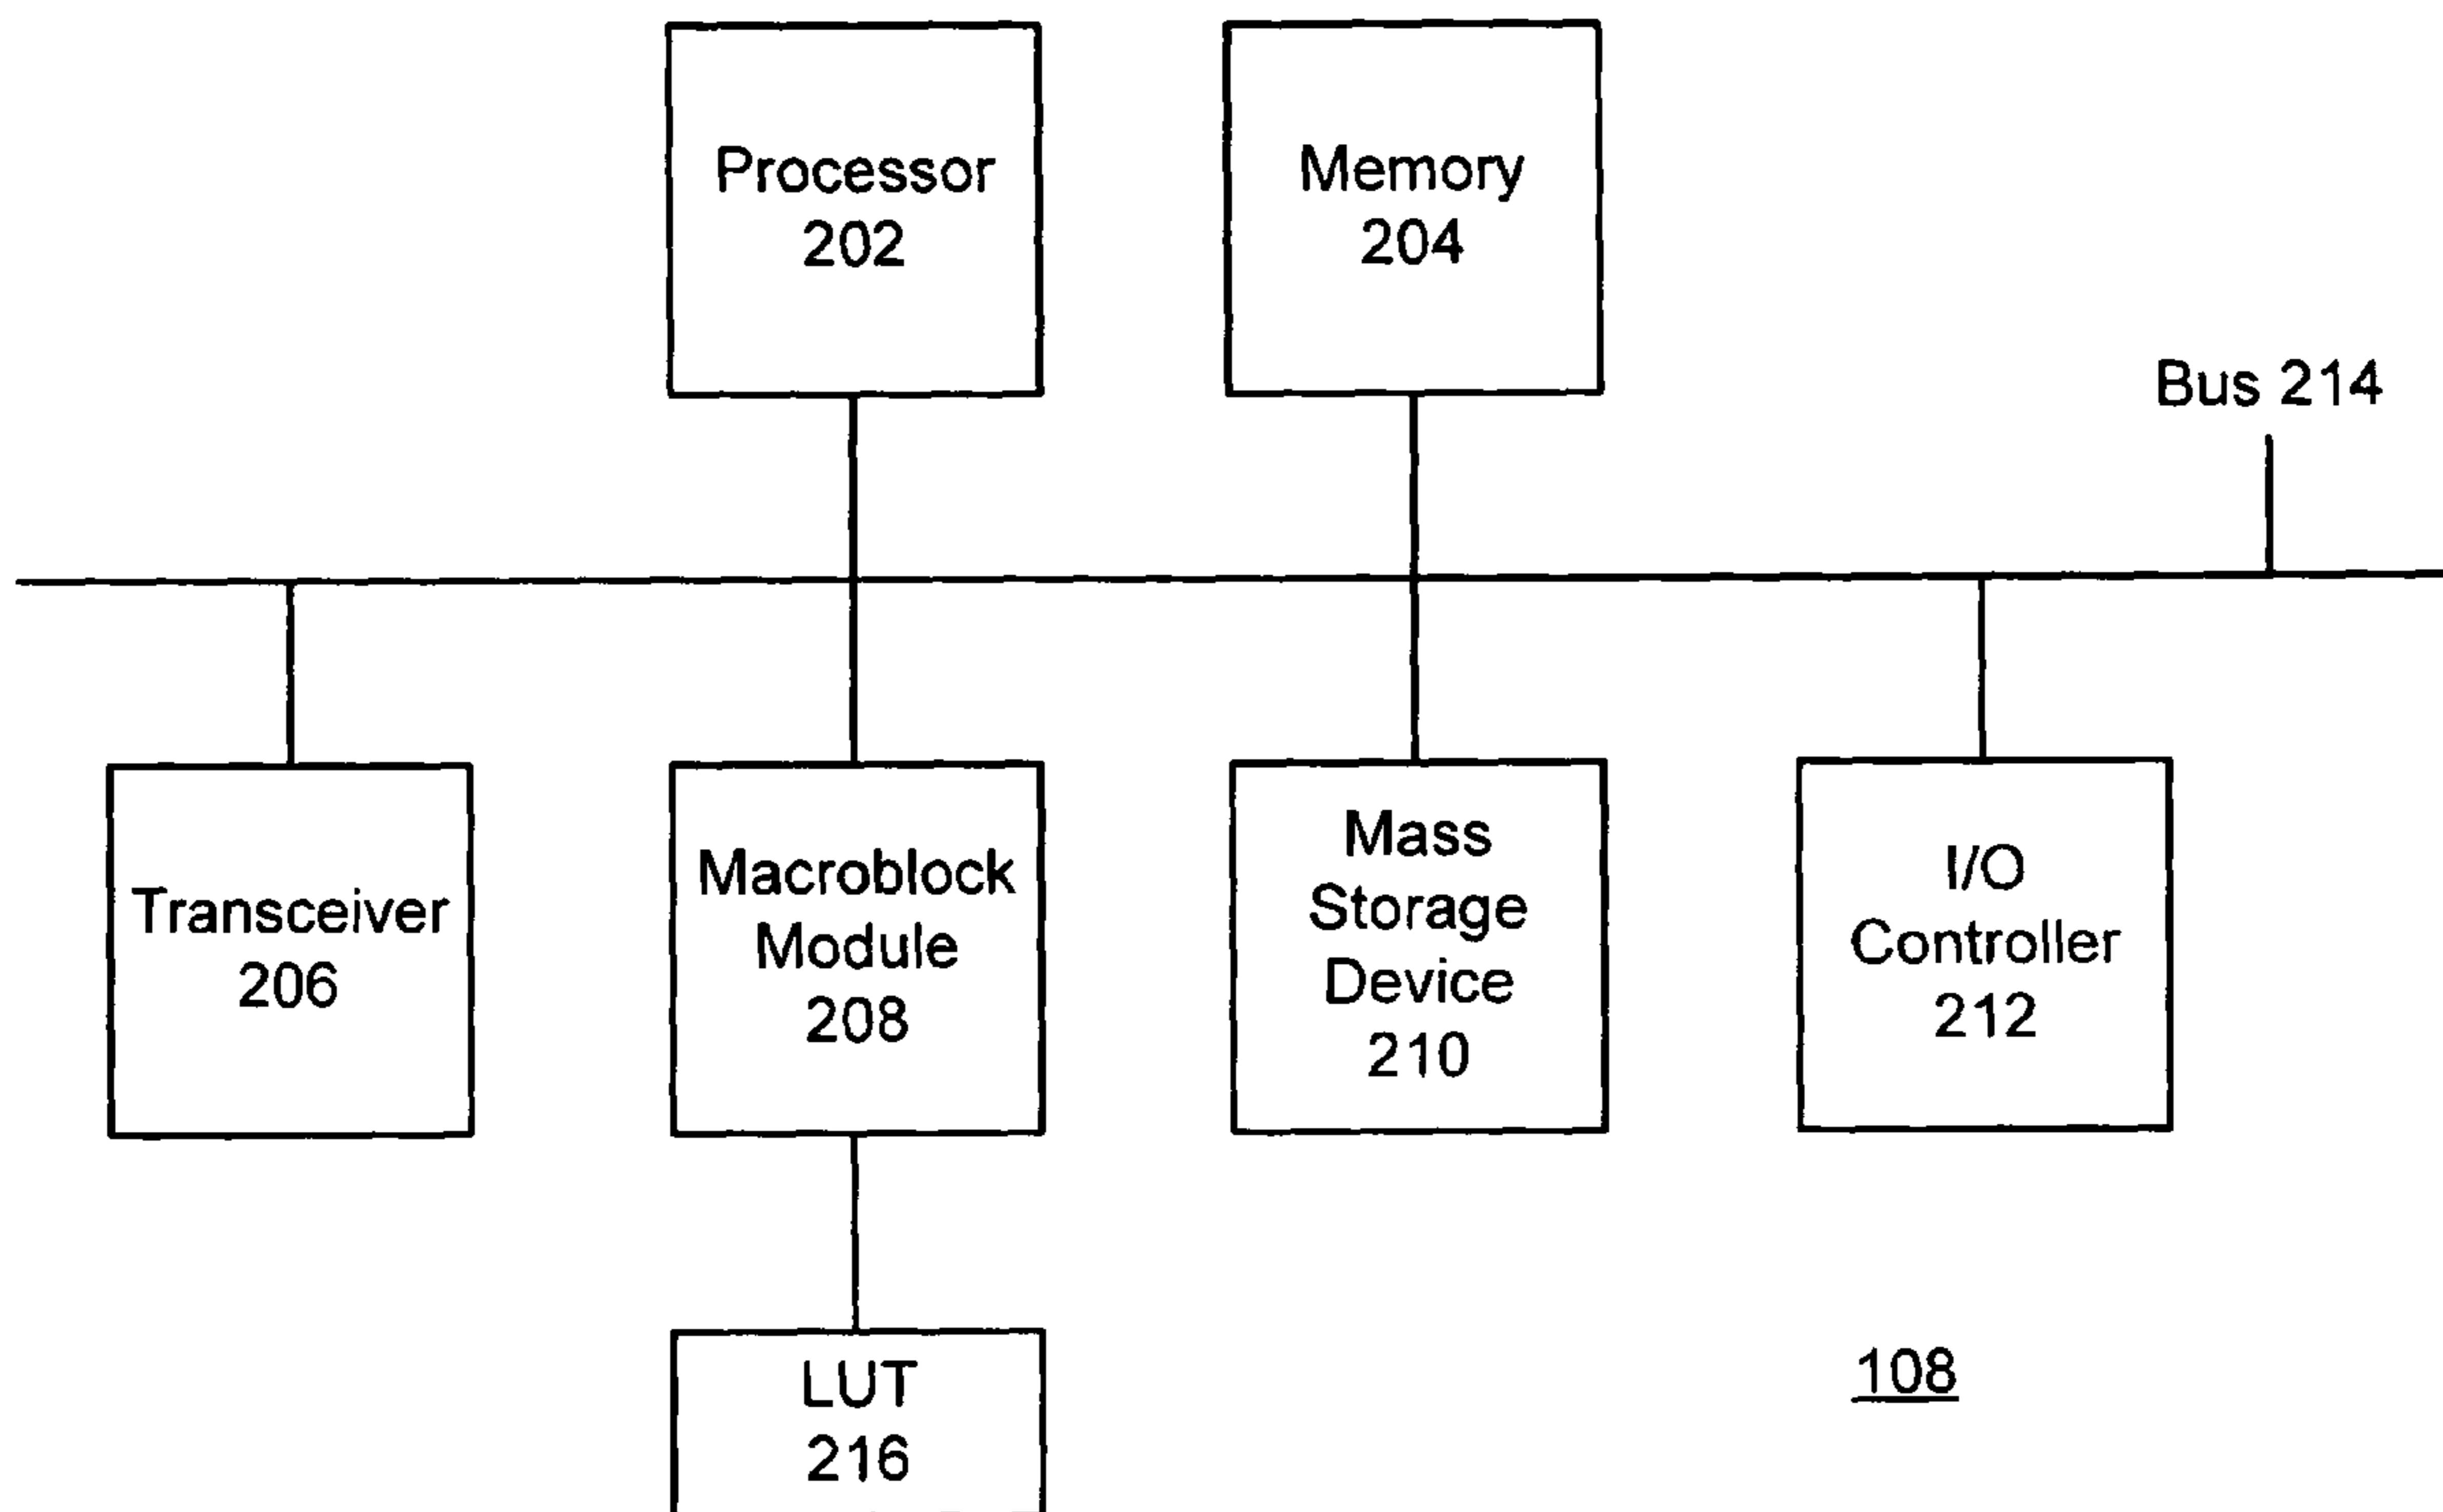 Processor
202
Memory
204
Bus 214
Transceiver
206
Macroblock
Module
208
Mass
Storage
Device
210
I/O
Controller
212
LUT
216
108